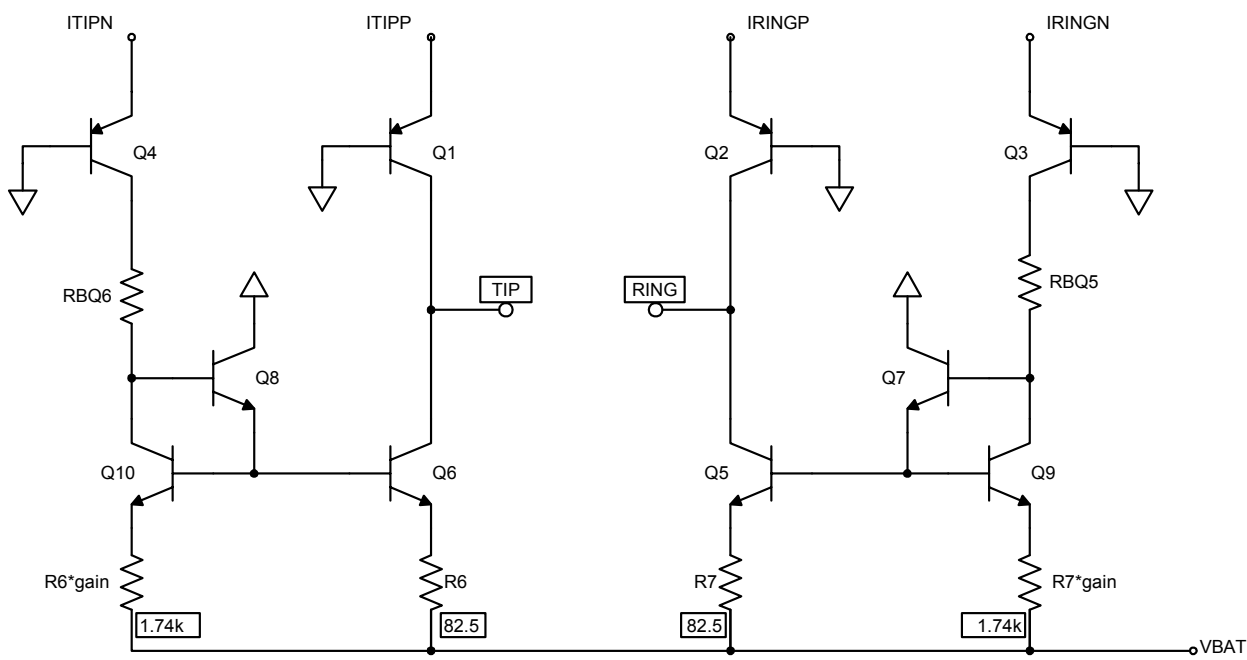 ITIPN
ITIPP
IRINGP
IRINGN
Q4
Q1
Q2
Q3
RBQ6
TIP
RING
RBQ5
Q8
Q7
Q10
Q6
Q5
Q9
R6*gain
R6
R7
R7*gain
1.74k
82.5
82.5
1.74k
VBAT